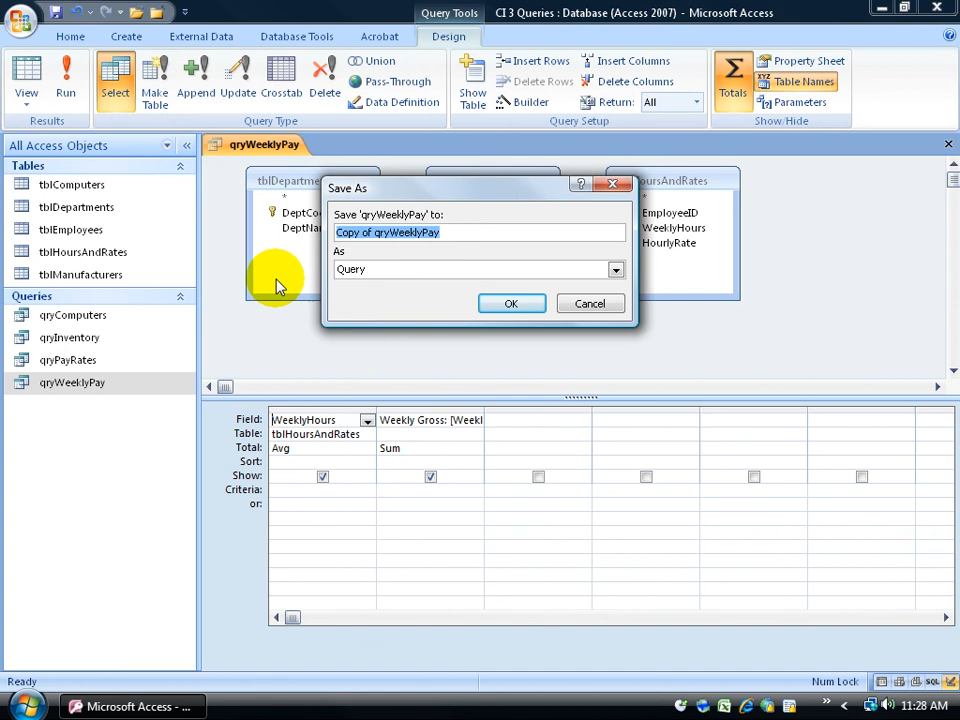 Query Tools
CI 3 Queries : Database (Access 2007) - Microsoft Access
Home Create External Data Database Tools Acrobat Design
View
Run
Results
Select
Make Table
Append
Update
Crosstab
Delete
Union
Pass-Through
Data Definition
Query Type
Show Table
Insert Rows
Delete Rows
Builder
Insert Columns
Delete Columns
Return: All
Query Setup
Totals
Property Sheet
Table Names
Parameters
Show/Hide
All Access Objects
Tables
tblComputers
tblDepartments
tblEmployees
tblHoursAndRates
tblManufacturers
Queries
qryComputers
qryInventory
qryPayRates
qryWeeklyPay
qryWeeklyPay
tblDepartme
*
DeptCo
DeptNa
HoursAndRates
*
EmployeeID
WeeklyHours
HourlyRate
Save As
Save 'qryWeeklyPay' to:
Copy of qryWeeklyPay
As
Query
OK
Cancel
Field: WeeklyHours Weekly Gross: [Weekl
Table: tblHoursAndRates
Total: Avg Sum
Sort:
Show:
Criteria:
or:
Ready
Num Lock
SQL
Microsoft Access - ...
11:28 AM